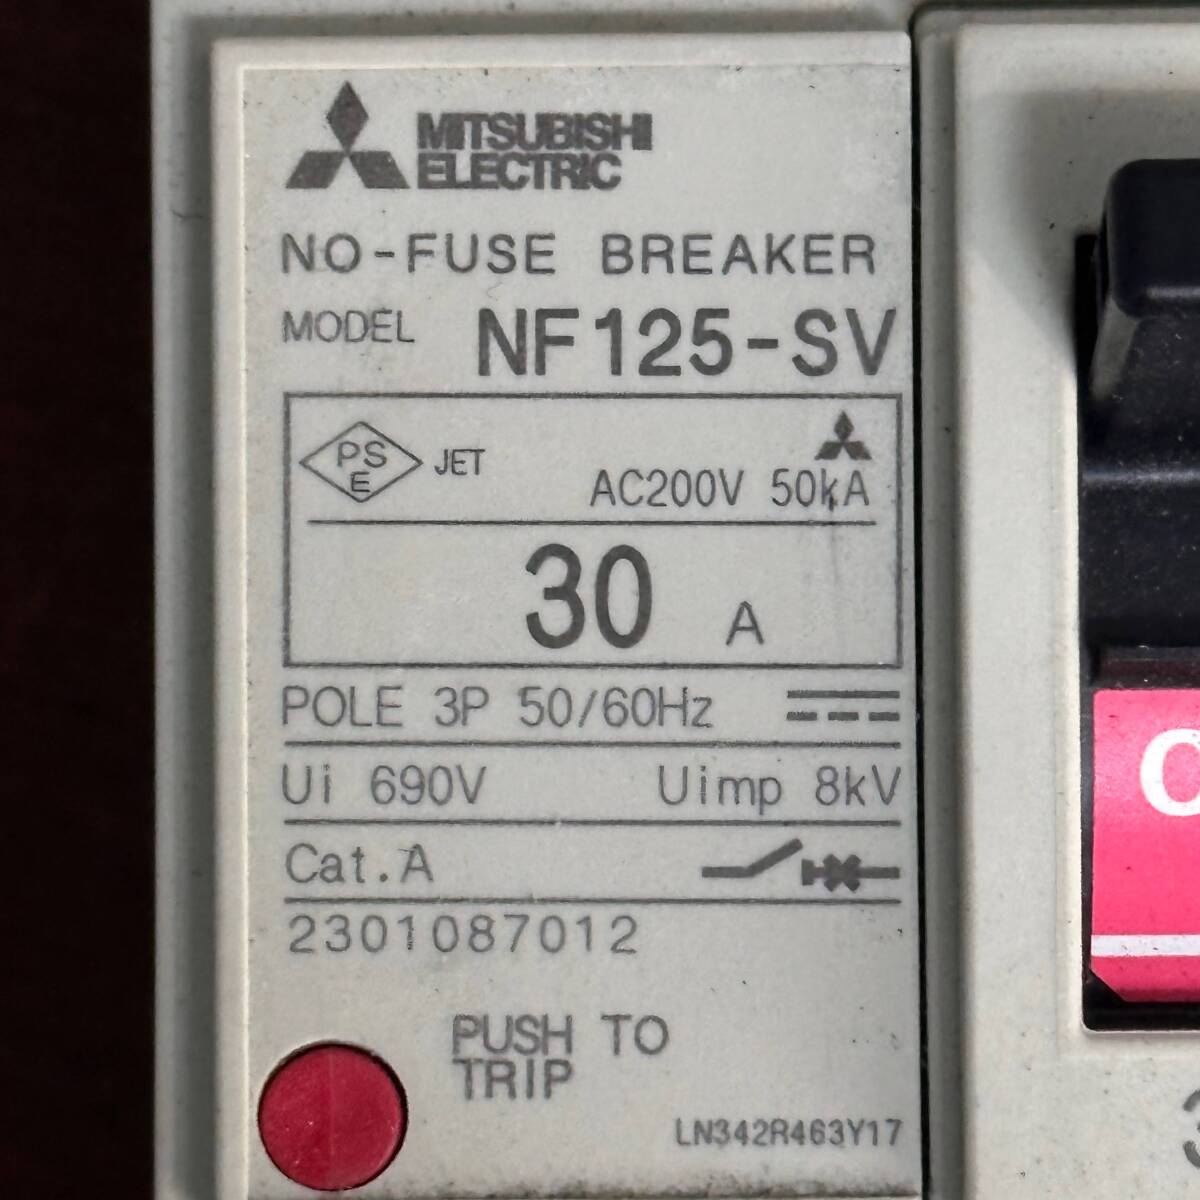 MITSUBISHI
ELECTRIC
NO-FUSE BREAKER
MODEL NF125-SV
PS
E JET
AC200V 50kA
30 A
POLE 3P 50/60Hz
Ui 690V Uimp 8kV
Cat.A
2301087012
PUSH TO
TRIP
LN342R463Y17